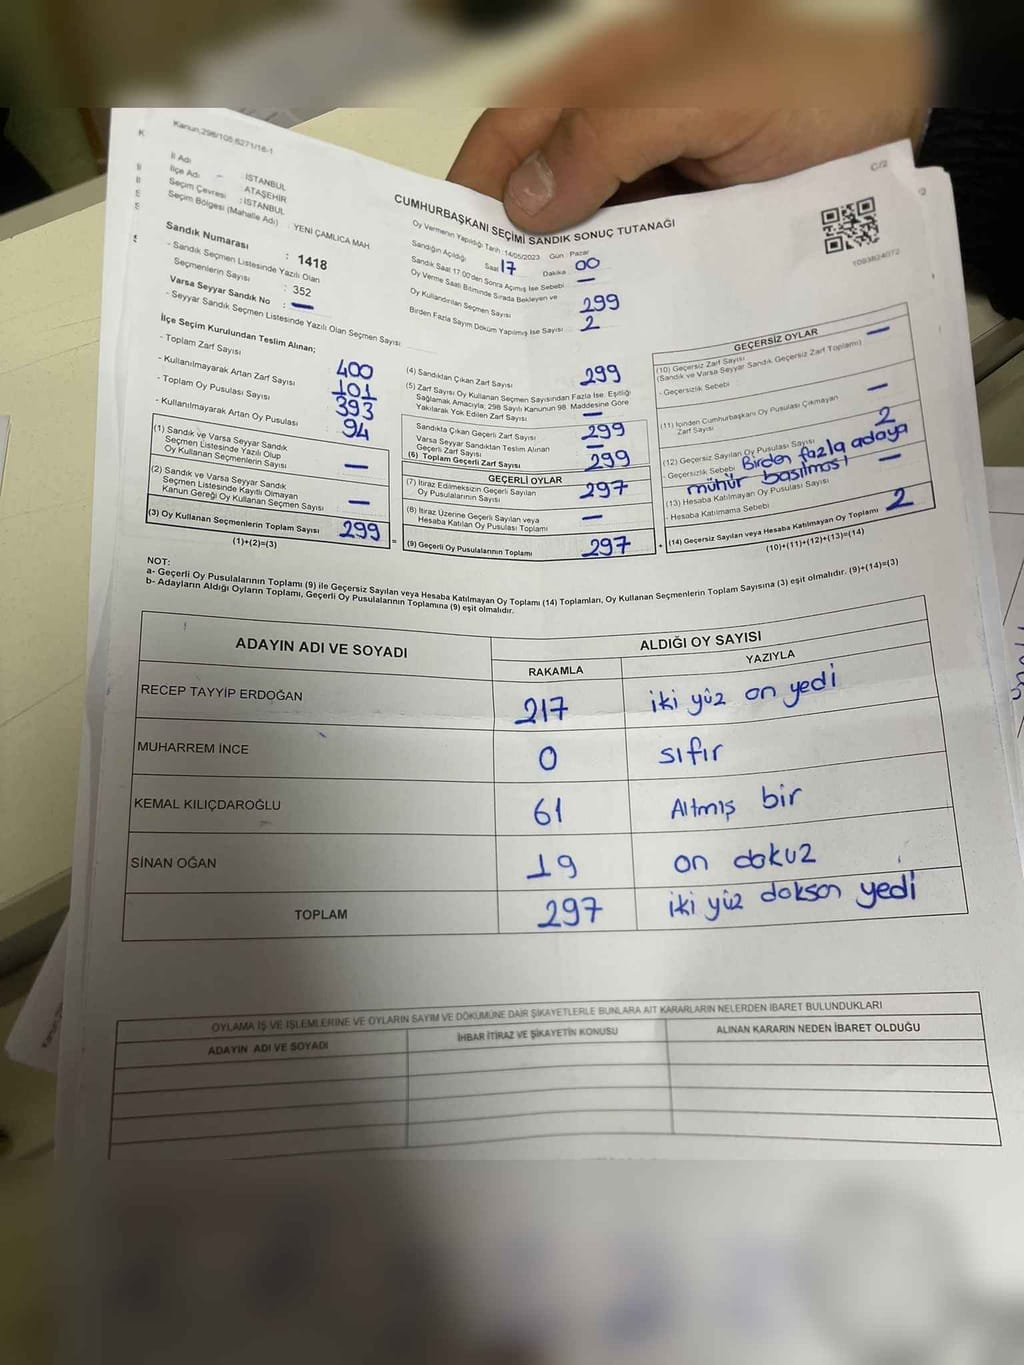 Kanun,298/105,6271/16-1
C/2
İl Adı : İSTANBUL
İlçe Adı : ATAŞEHİR
Seçim Çevresi : İSTANBUL
Seçim Bölgesi (Mahalle Adı) : YENİ ÇAMLICA MAH.
CUMHURBAŞKANI SEÇİMİ SANDIK SONUÇ TUTANAĞI
Sandık Numarası : 1418
- Sandık Seçmen Listesinde Yazılı Olan
Seçmenlerin Sayısı : 352
Varsa Seyyar Sandık No : —
- Seyyar Sandık Seçmen Listesinde Yazılı Olan Seçmen Sayısı
Oy Vermenin Yapıldığı Tarih :14/05/2023 Gün : Pazar
Sandığın Açıldığı Saat 17 Dakika 00
Sandık Saat 17.00'den Sonra Açımış İse Sebebi —
Oy Verme Saati Bitiminde Sırada Bekleyen ve
Oy Kullandırılan Seçmen Sayısı 299
Birden Fazla Sayım Döküm Yapılmış İse Sayısı 2
İlçe Seçim Kurulundan Teslim Alınan;
- Toplam Zarf Sayısı : 400
- Kullanılmayarak Artan Zarf Sayısı : 101
- Toplam Oy Pusulası Sayısı : 393
- Kullanılmayarak Artan Oy Pusulası : 94
(1) Sandık ve Varsa Seyyar Sandık
Seçmen Listesinde Yazılı Olup
Oy Kullanan Seçmenlerin Sayısı —
(2) Sandık ve Varsa Seyyar Sandık
Seçmen Listesinde Kayıtlı Olmayan
Kanun Gereği Oy Kullanan Seçmen Sayısı —
(3) Oy Kullanan Seçmenlerin Toplam Sayısı 299
(1)+(2)=(3)
(4) Sandıktan Çıkan Zarf Sayısı 299
(5) Zarf Sayısı Oy Kullanan Seçmen Sayısından Fazla İse, Eşitliği
Sağlamak Amacıyla; 298 Sayılı Kanunun 98. Maddesine Göre
Yakılarak Yok Edilen Zarf Sayısı —
Sandıkta Çıkan Geçerli Zarf Sayısı 299
Varsa Seyyar Sandıktan Teslim Alınan
Geçerli Zarf Sayısı —
(6) Toplam Geçerli Zarf Sayısı 299
GEÇERLİ OYLAR
(7) İtiraz Edilmeksizin Geçerli Sayılan
Oy Pusulalarının Sayısı 297
(8) İtiraz Üzerine Geçerli Sayılan veya
Hesaba Katılan Oy Pusulası Toplamı —
= (9) Geçerli Oy Pusulalarının Toplamı 297
GEÇERSİZ OYLAR
(10) Geçersiz Zarf Sayısı —
(Sandık ve Varsa Seyyar Sandık Geçersiz Zarf Toplamı)
- Geçersizlik Sebebi
(11) İçinden Cumhurbaşkanı Oy Pusulası Çıkmayan
Zarf Sayısı —
(12) Geçersiz Sayılan Oy Pusulası Sayısı 2
- Geçersizlik Sebebi Birden fazla adaya
mühür basılması
(13) Hesaba Katılmayan Oy Pusulası Sayısı —
- Hesaba Katılmama Sebebi
+ (14) Geçersiz Sayılan veya Hesaba Katılmayan Oy Toplamı 2
(10)+(11)+(12)+(13)=(14)
NOT:
a- Geçerli Oy Pusulalarının Toplamı (9) ile Geçersiz Sayılan veya Hesaba Katılmayan Oy Toplamı (14) Toplamları, Oy Kullanan Seçmenlerin Toplam Sayısına (3) eşit olmalıdır. (9)+(14)=(3)
b- Adayların Aldığı Oyların Toplamı, Geçerli Oy Pusulalarının Toplamına (9) eşit olmalıdır.
ADAYIN ADI VE SOYADI ALDIĞI OY SAYISI
RAKAMLA YAZIYLA
RECEP TAYYİP ERDOĞAN 217 iki yüz on yedi
MUHARREM İNCE 0 sıfır
KEMAL KILIÇDAROĞLU 61 Altmış bir
SİNAN OĞAN 19 on dokuz
TOPLAM 297 iki yüz doksan yedi
OYLAMA İŞ VE İŞLEMLERİNE VE OYLARIN SAYIM VE DÖKÜMÜNE DAİR ŞİKAYETLERLE BUNLARA AİT KARARLARIN NELERDEN İBARET BULUNDUKLARI
ADAYIN ADI VE SOYADI İHBAR İTİRAZ VE ŞİKAYETİN KONUSU ALINAN KARARIN NEDEN İBARET OLDUĞU